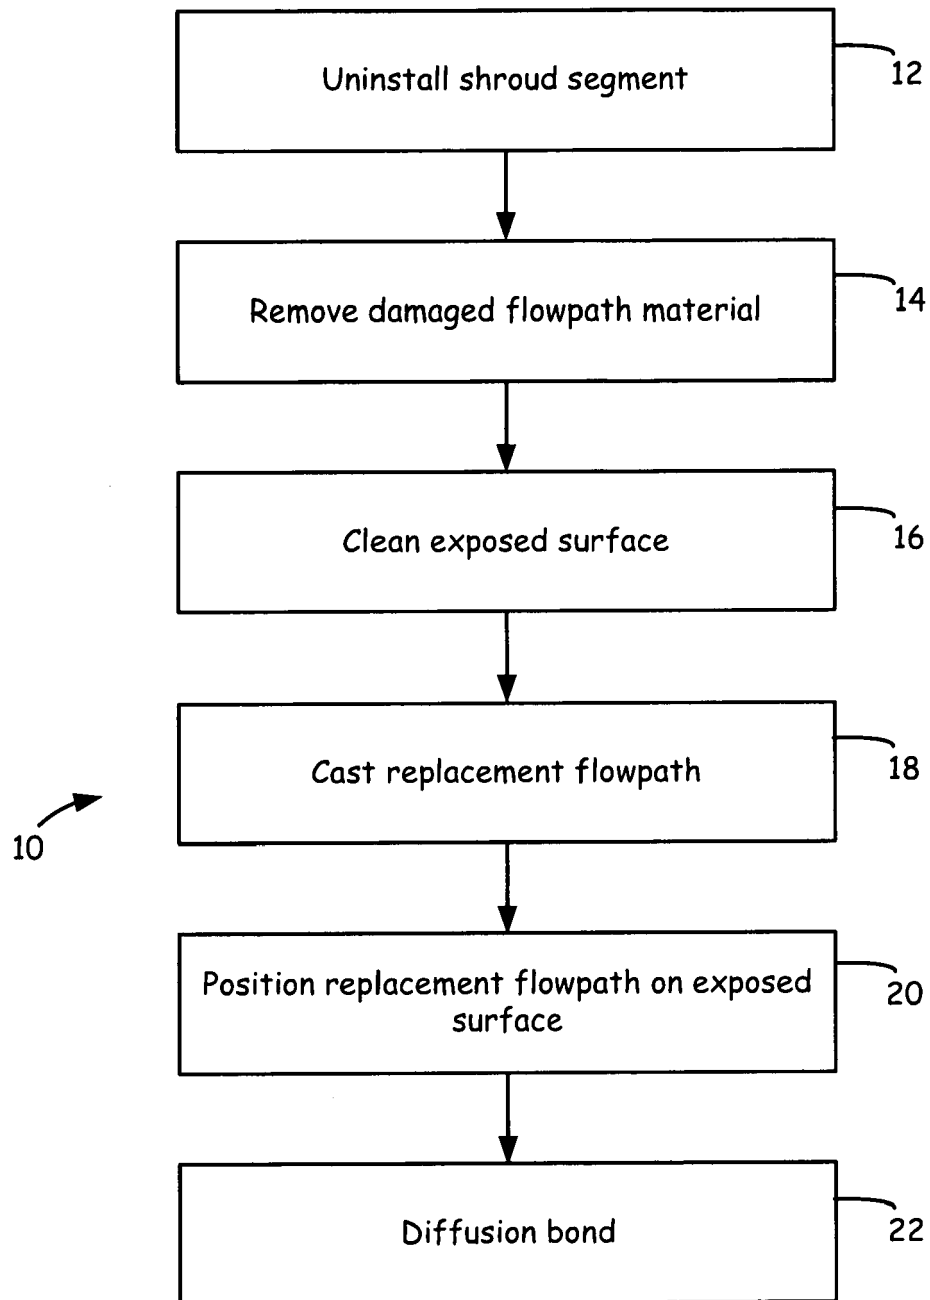 Uninstall shroud segment
12
Remove damaged flowpath material
14
Clean exposed surface
16
Cast replacement flowpath
18
10
Position replacement flowpath on exposed
surface
20
Diffusion bond
22